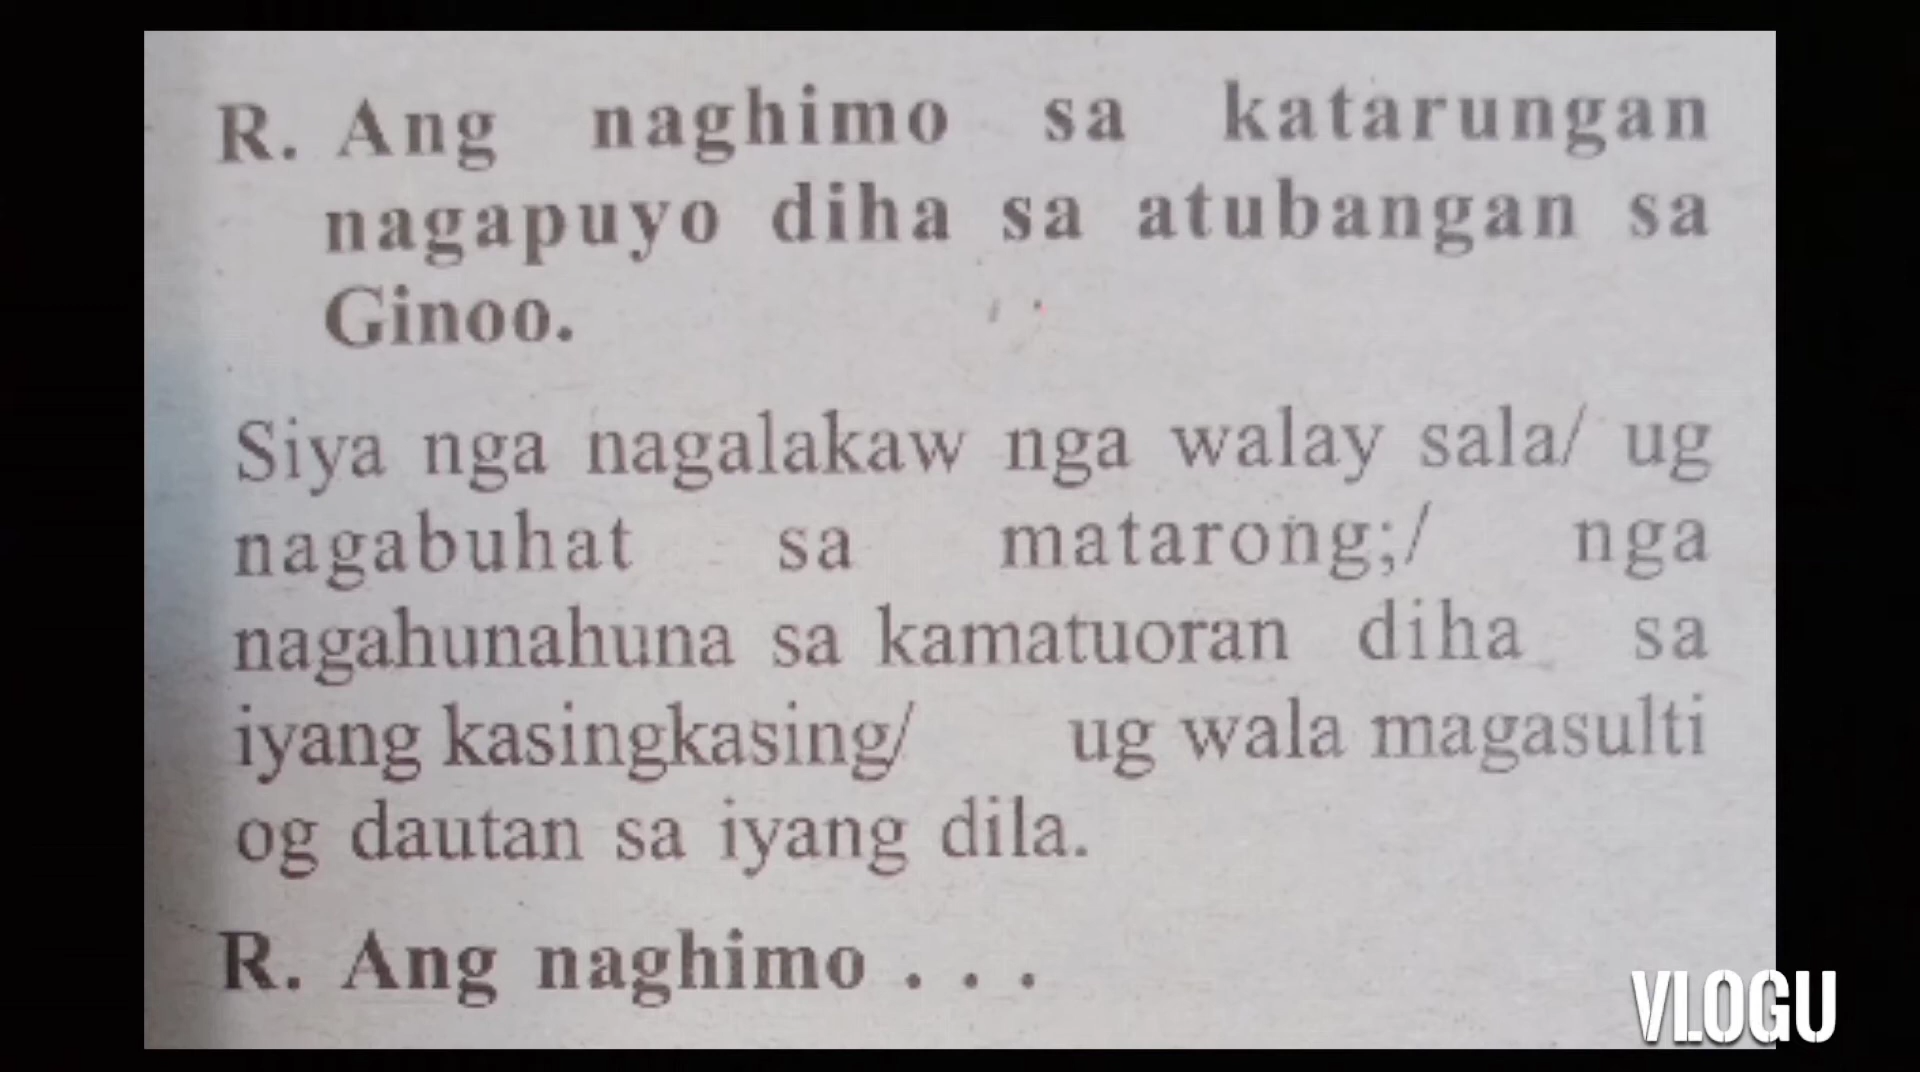 R. Ang naghimo sa katarungan
nagapuyo diha sa atubangan sa
Ginoo.
Siya nga nagalakaw nga walay sala/ ug
nagabuhat sa matarong;/ nga
nagahunahuna sa kamatuoran diha sa
iyang kasingkasing/ ug wala magasulti
og dautan sa iyang dila.
R. Ang naghimo . . .
VLOGU